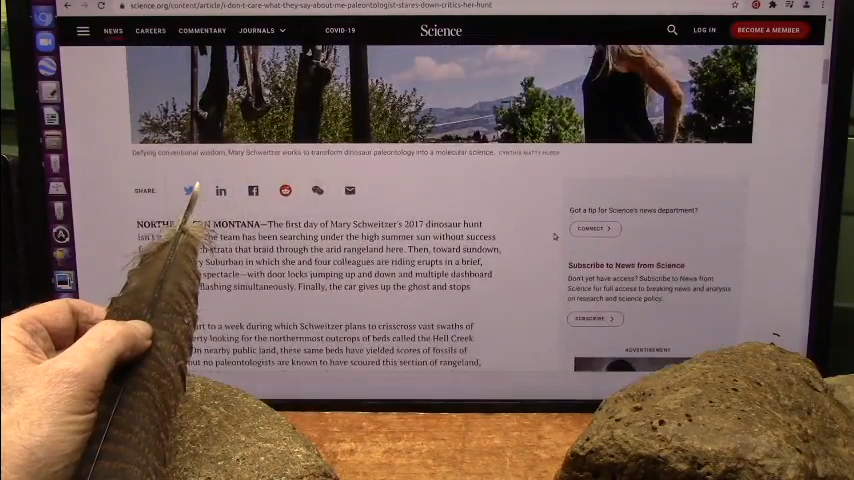 science.org/content/article/i-don-t-care-what-they-say-about-me-paleontologist-stares-down-critics-her-hunt
NEWS CAREERS COMMENTARY JOURNALS COVID-19 Science LOG IN BECOME A MEMBER
Defying conventional wisdom, Mary Schweitzer works to transform dinosaur paleontology into a molecular science. CYNTHIA MATTY-HUBER
SHARE:
MONTANA—The first day of Mary Schweitzer's 2017 dinosaur hunt
the team has been searching under the high summer sun without success
strata that braid through the arid rangeland here. Then, toward sundown,
Suburban in which she and four colleagues are riding erupts in a brief,
spectacle—with door locks jumping up and down and multiple dashboard
flashing simultaneously. Finally, the car gives up the ghost and stops
to a week during which Schweitzer plans to crisscross vast swaths of
looking for the northernmost outcrops of beds called the Hell Creek
On nearby public land, these same beds have yielded scores of fossils of
no paleontologists are known to have scoured this section of rangeland,
Got a tip for Science's news department?
CONNECT >
Subscribe to News from Science
Don't yet have access? Subscribe to News from
Science for full access to breaking news and analysis
on research and science policy.
SUBSCRIBE >
ADVERTISEMENT